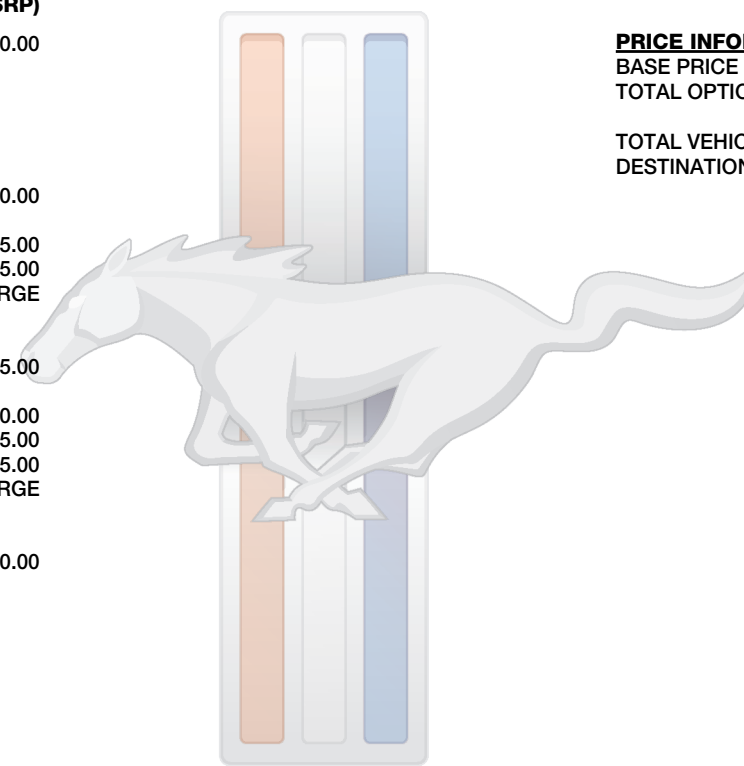 SRP)
0.00
0.00
5.00
5.00
RGE
5.00
0.00
5.00
5.00
RGE
0.00
PRICE INFO
BASE PRICE
TOTAL OPTIO
TOTAL VEHIC
DESTINATION